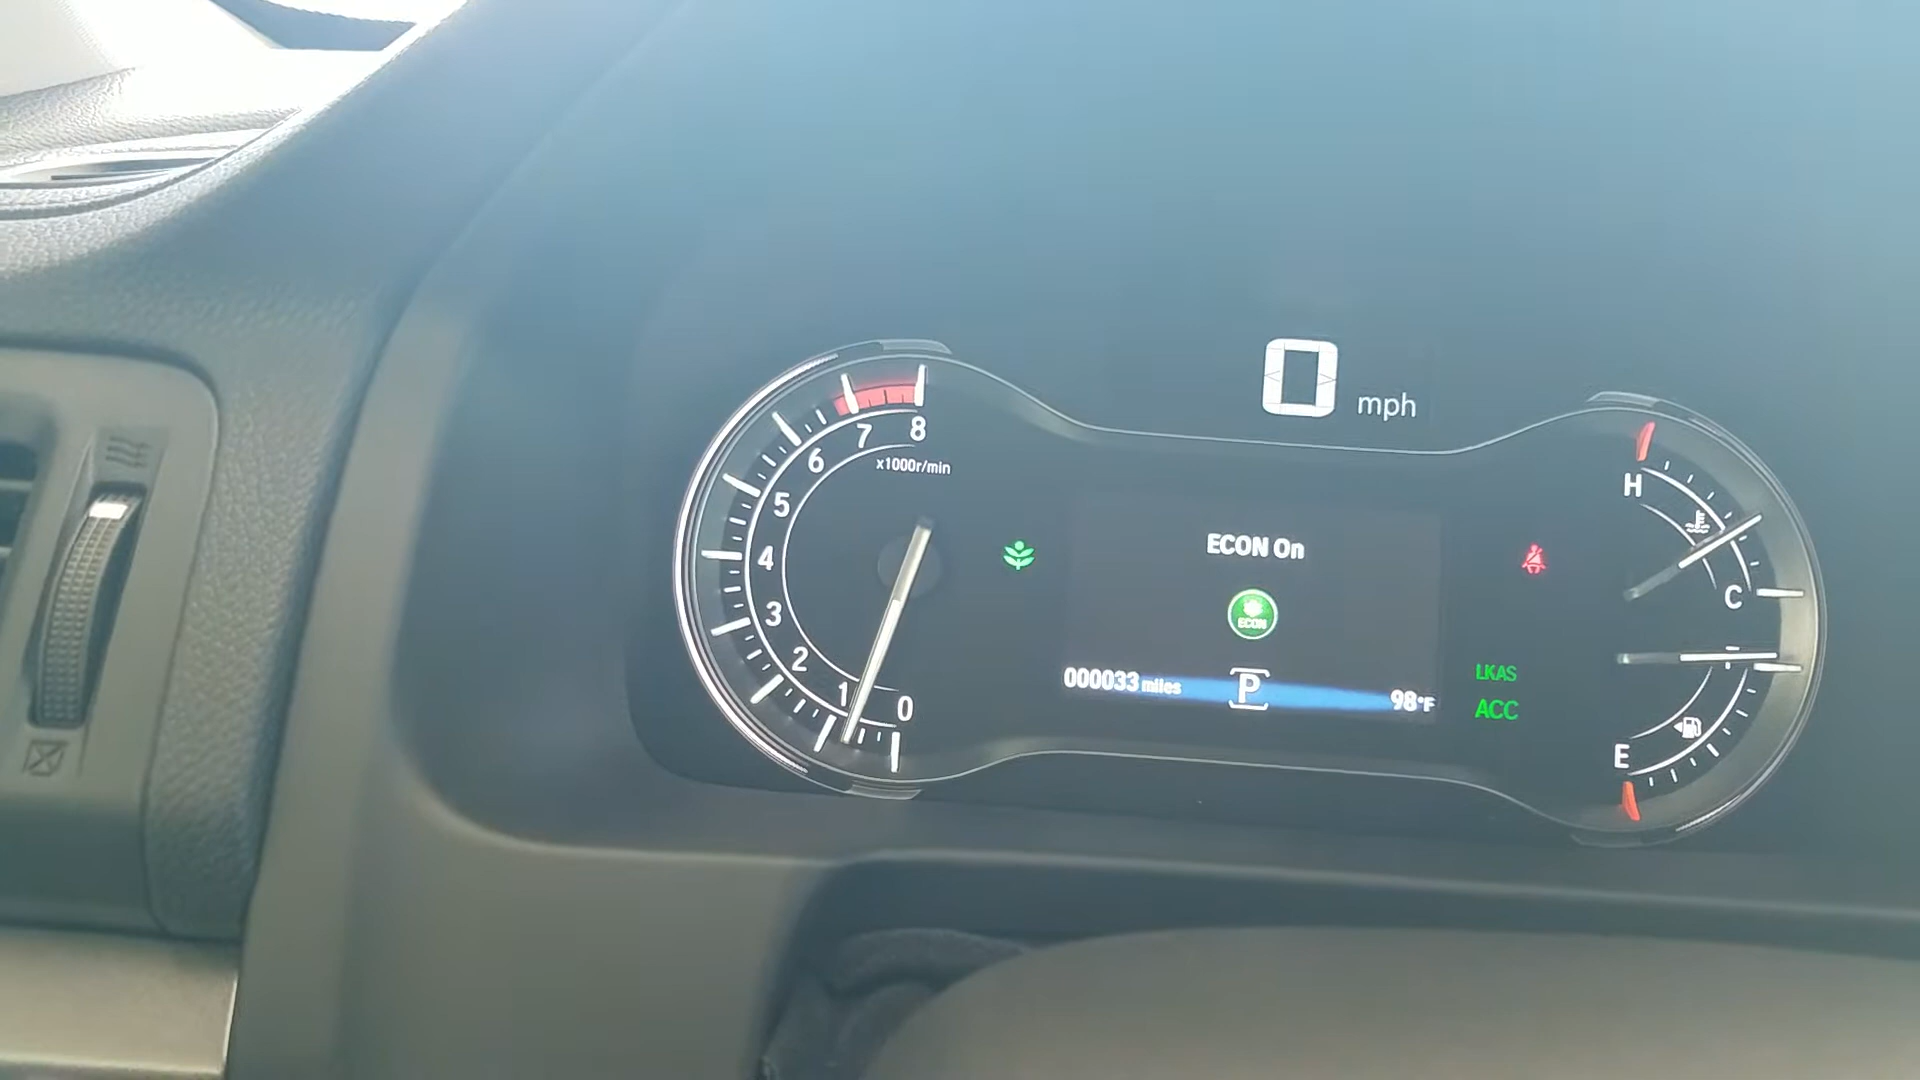 0 mph
8
7
6
x1000r/min
5
4
3
2
1
0
ECON On
ECON
000033 miles
P
98°F
LKAS
ACC
H
C
E